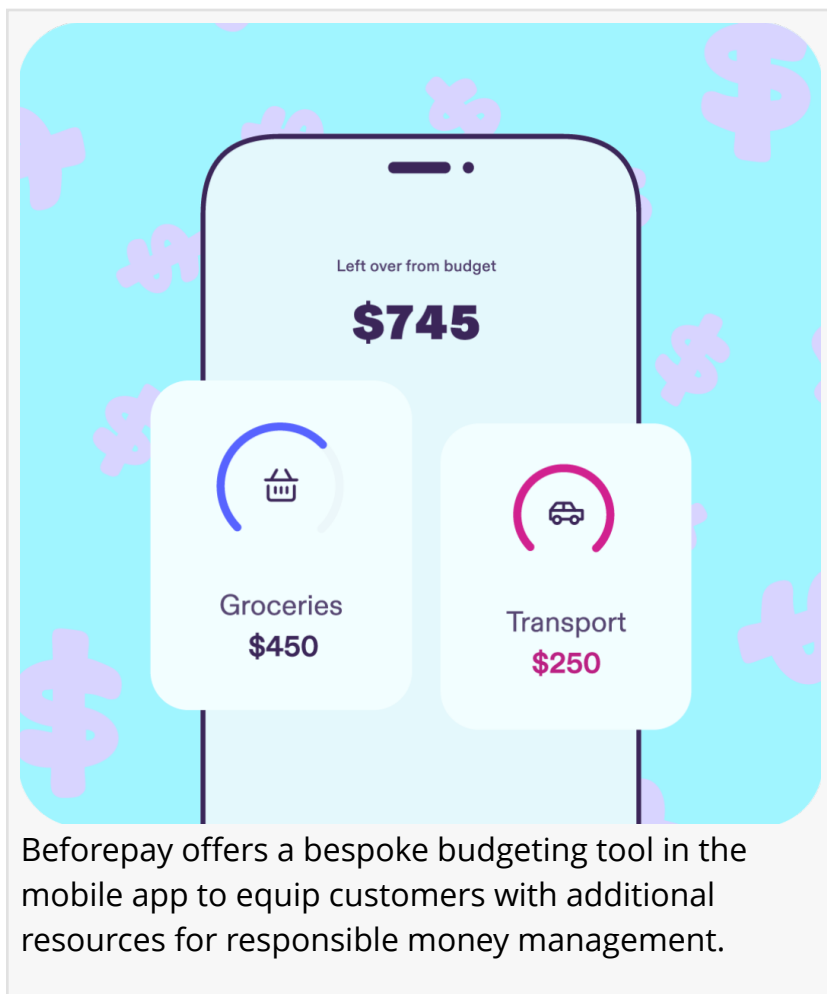 Left over from budget
$745
Groceries
$450
Transport
$250
Beforepay offers a bespoke budgeting tool in the
mobile app to equip customers with additional
resources for responsible money management.